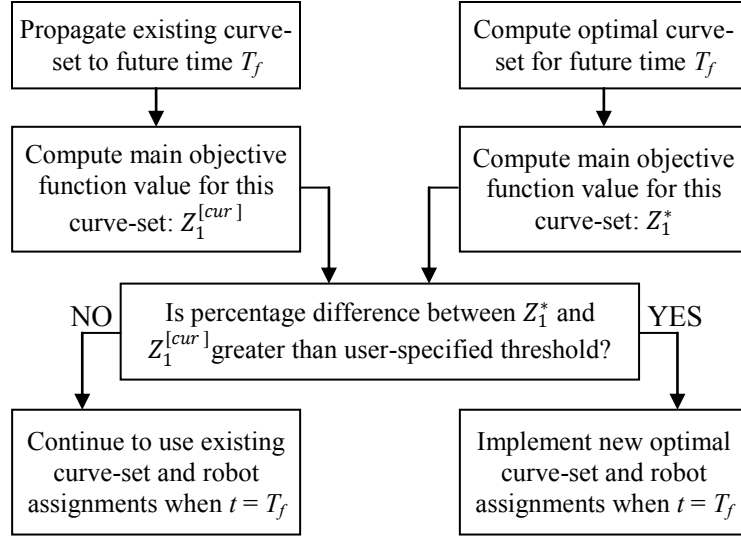 Propagate existing curve-
set to future time T_f
Compute optimal curve-
set for future time T_f
Compute main objective
function value for this
curve-set: Z_1^{[cur]}
Compute main objective
function value for this
curve-set: Z_1^*
Is percentage difference between Z_1^* and
Z_1^{[cur]} greater than user-specified threshold?
NO
YES
Continue to use existing
curve-set and robot
assignments when t = T_f
Implement new optimal
curve-set and robot
assignments when t = T_f